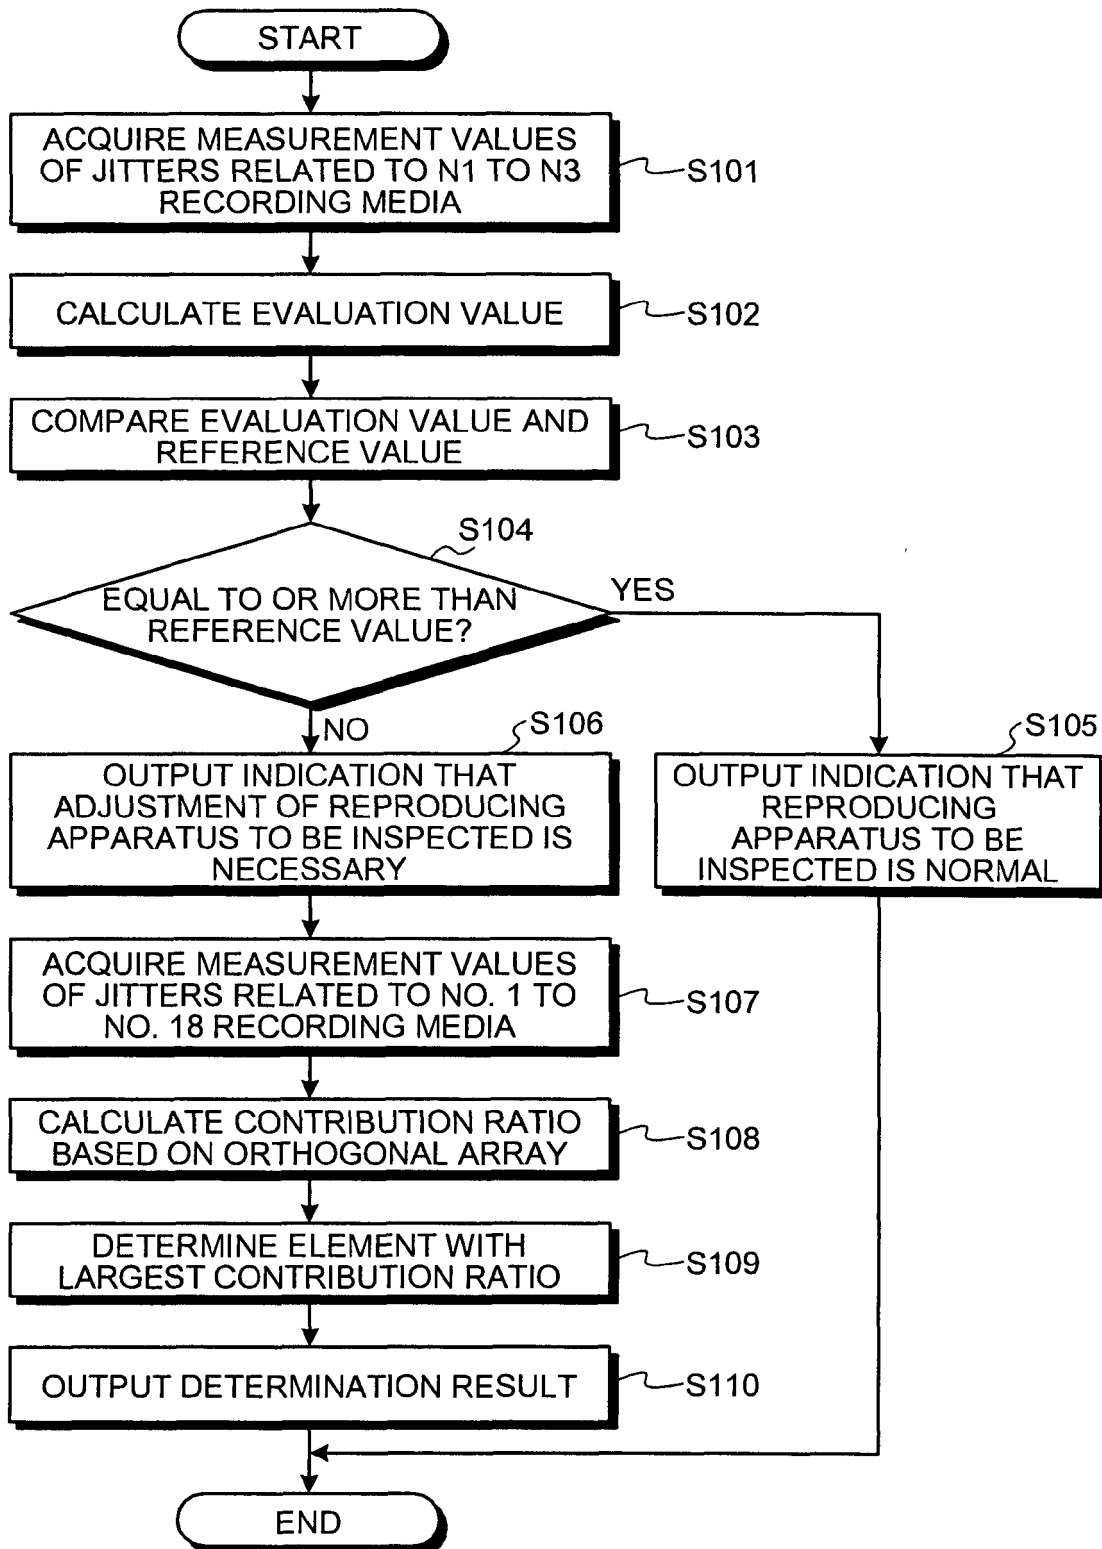 START
ACQUIRE MEASUREMENT VALUES
OF JITTERS RELATED TO N1 TO N3
RECORDING MEDIA
S101
CALCULATE EVALUATION VALUE
S102
COMPARE EVALUATION VALUE AND
REFERENCE VALUE
S103
S104
EQUAL TO OR MORE THAN
REFERENCE VALUE?
YES
NO
S106
OUTPUT INDICATION THAT
ADJUSTMENT OF REPRODUCING
APPARATUS TO BE INSPECTED IS
NECESSARY
S105
OUTPUT INDICATION THAT
REPRODUCING
APPARATUS TO BE
INSPECTED IS NORMAL
ACQUIRE MEASUREMENT VALUES
OF JITTERS RELATED TO NO. 1 TO
NO. 18 RECORDING MEDIA
S107
CALCULATE CONTRIBUTION RATIO
BASED ON ORTHOGONAL ARRAY
S108
DETERMINE ELEMENT WITH
LARGEST CONTRIBUTION RATIO
S109
OUTPUT DETERMINATION RESULT
S110
END